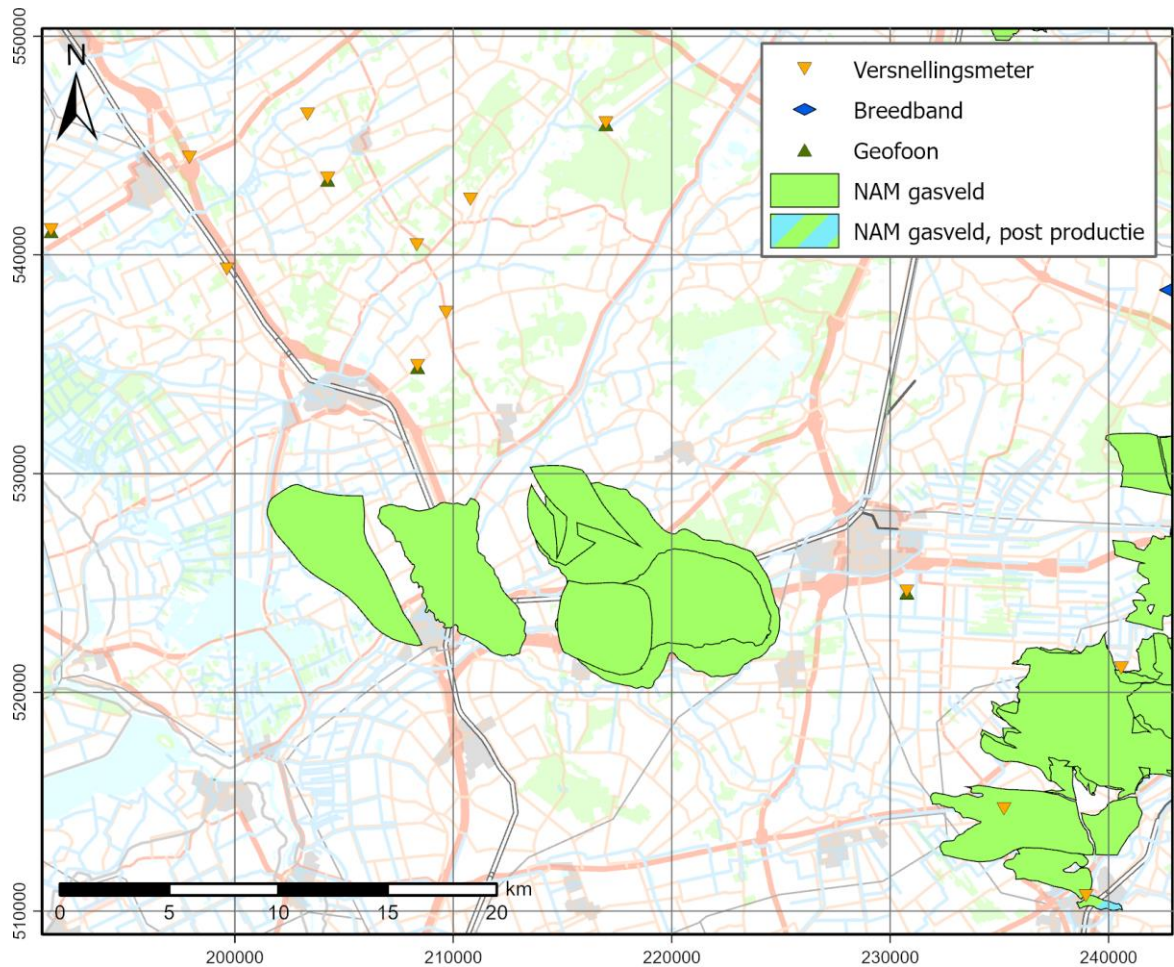 N
Versnellingsmeter
Breedband
Geofoon
NAM gasveld
NAM gasveld, post productie
550000
540000
530000
520000
510000
km
0 5 10 15 20
200000 210000 220000 230000 240000